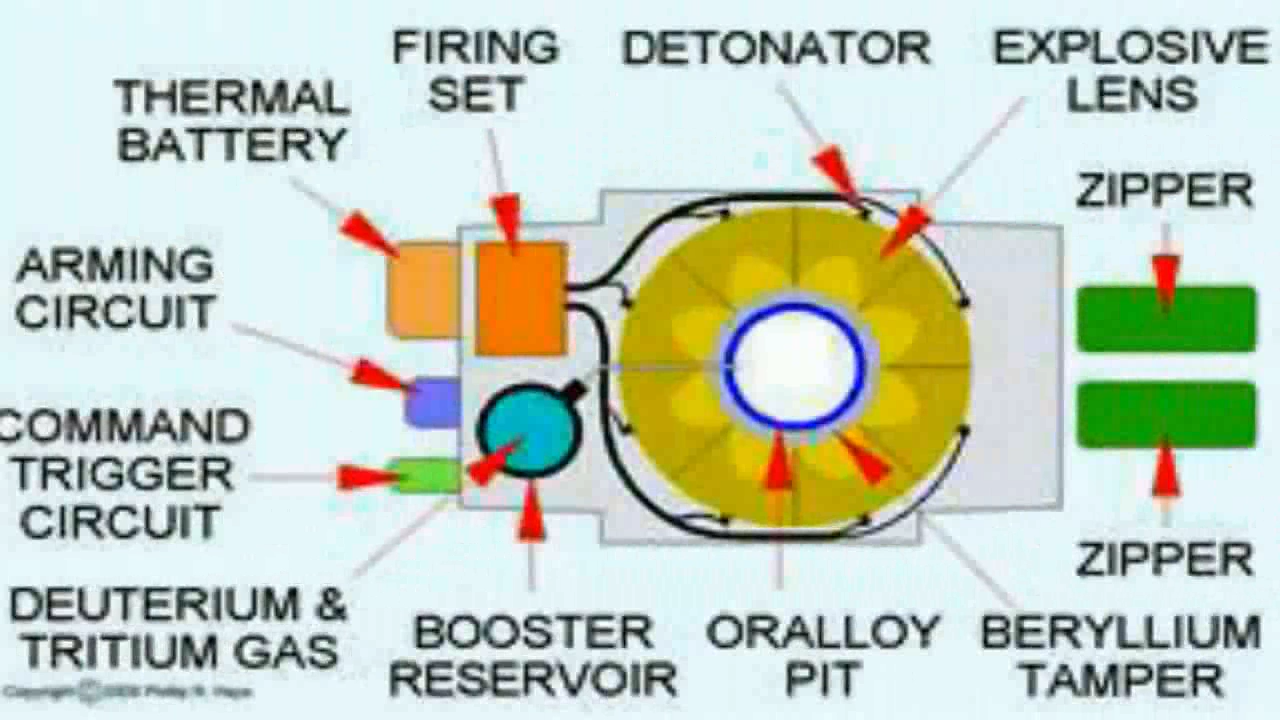 FIRING
SET
DETONATOR
EXPLOSIVE
LENS
THERMAL
BATTERY
ZIPPER
ARMING
CIRCUIT
COMMAND
TRIGGER
CIRCUIT
ZIPPER
DEUTERIUM &
TRITIUM GAS
BOOSTER
RESERVOIR
ORALLOY
PIT
BERYLLIUM
TAMPER
Copyright ©